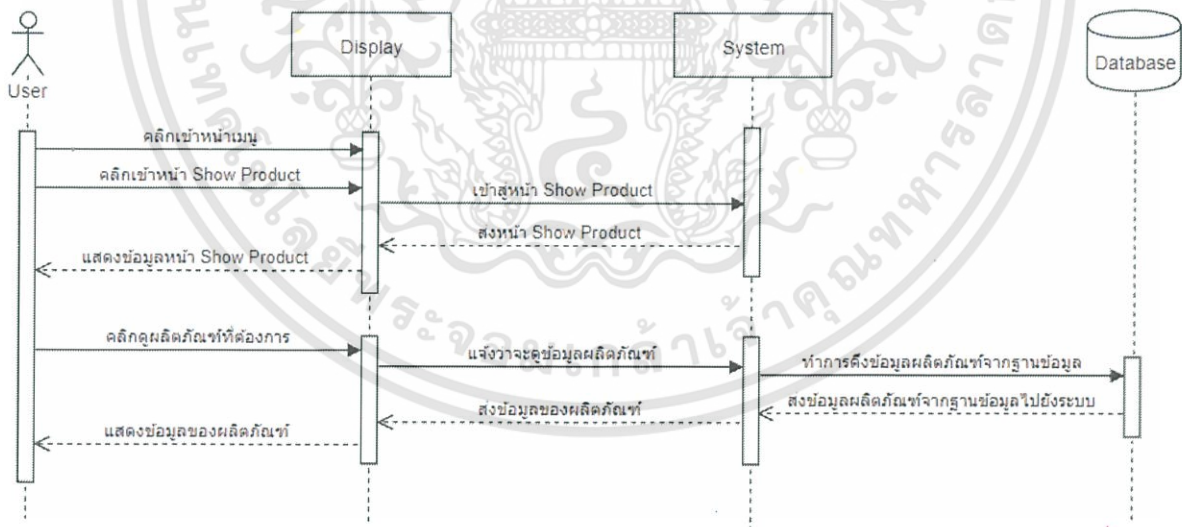 User
Display
System
Database
คลิกเข้าหน้าเมนู
คลิกเข้าหน้า Show Product
เข้าสู่หน้า Show Product
ส่งหน้า Show Product
แสดงข้อมูลหน้า Show Product
คลิกดูผลิตภัณฑ์ที่ต้องการ
แจ้งว่าจะดูข้อมูลผลิตภัณฑ์
ทำการดึงข้อมูลผลิตภัณฑ์จากฐานข้อมูล
ส่งข้อมูลผลิตภัณฑ์จากฐานข้อมูลไปยังระบบ
ส่งข้อมูลของผลิตภัณฑ์
แสดงข้อมูลของผลิตภัณฑ์